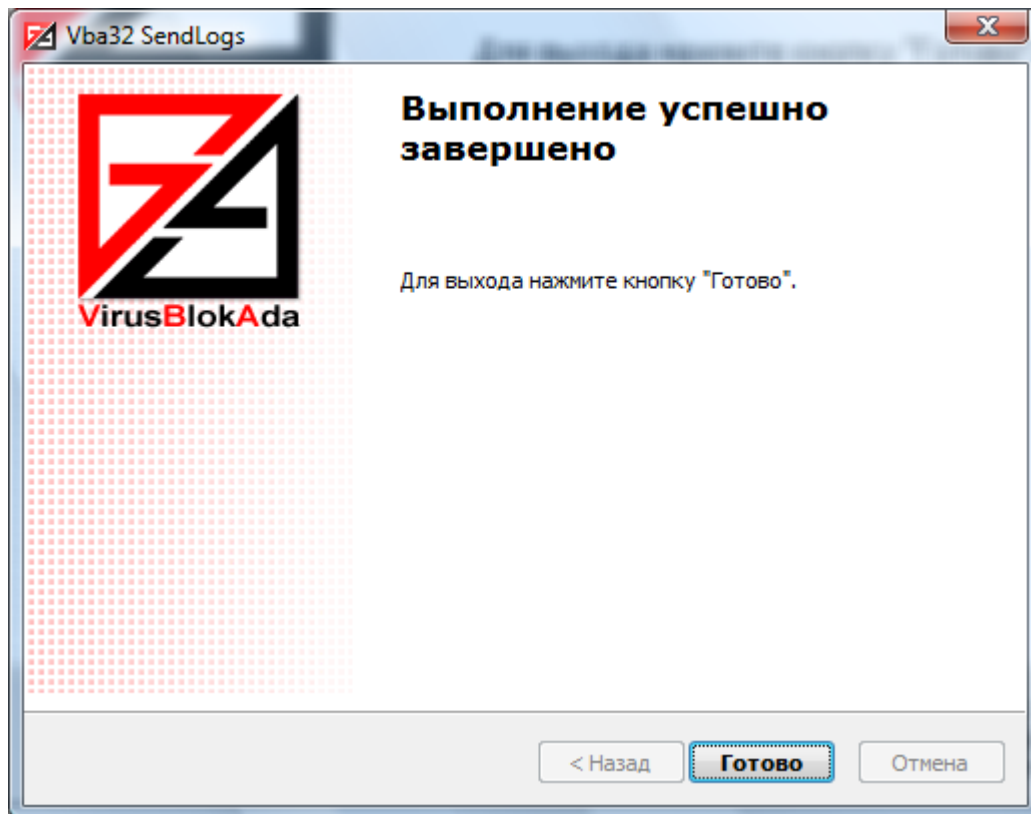 Vba32 SendLogs
Выполнение успешно
завершено
Для выхода нажмите кнопку "Готово".
VirusBlokAda
< Назад
Готово
Отмена